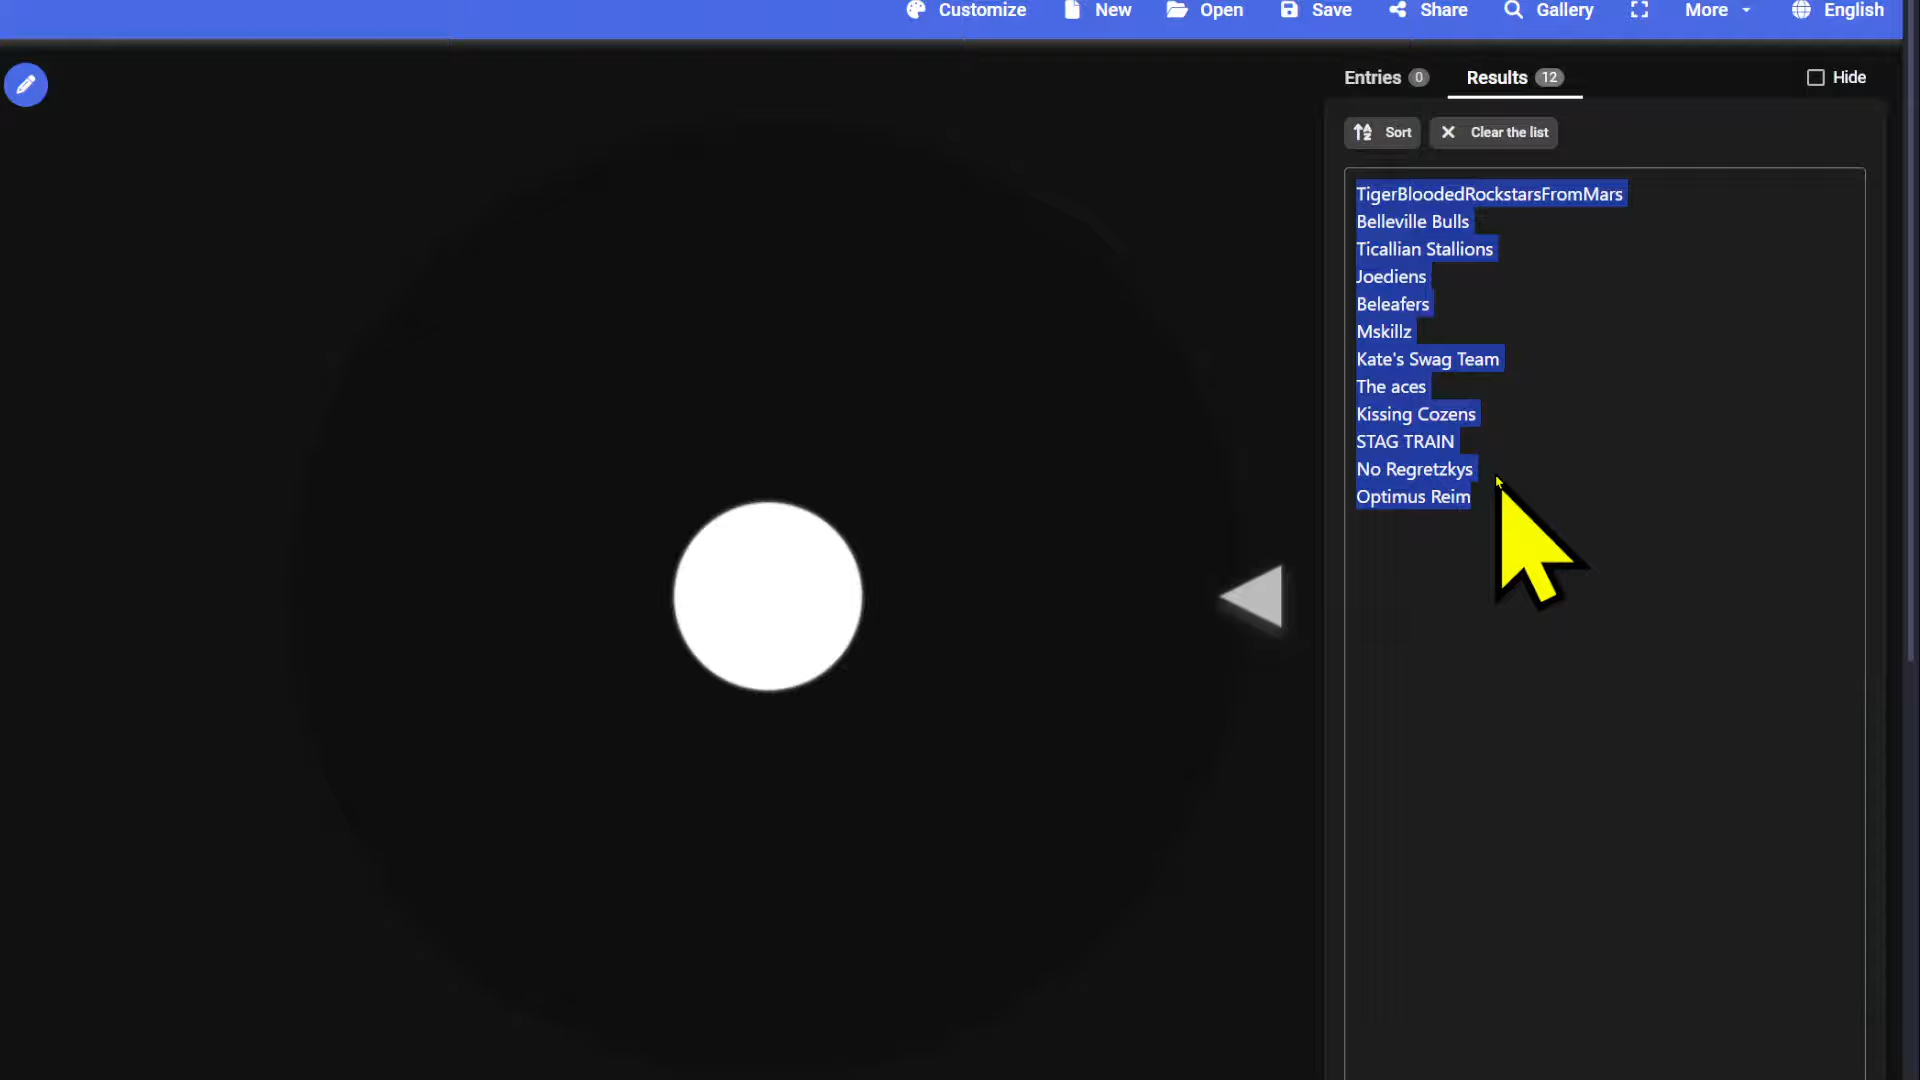 Customize New Open Save Share Gallery More English
Entries 0 Results 12 Hide
Sort Clear the list
TigerBloodedRockstarsFromMars
Belleville Bulls
Ticallian Stallions
Joediens
Beleafers
Mskillz
Kate's Swag Team
The aces
Kissing Cozens
STAG TRAIN
No Regretzkys
Optimus Reim